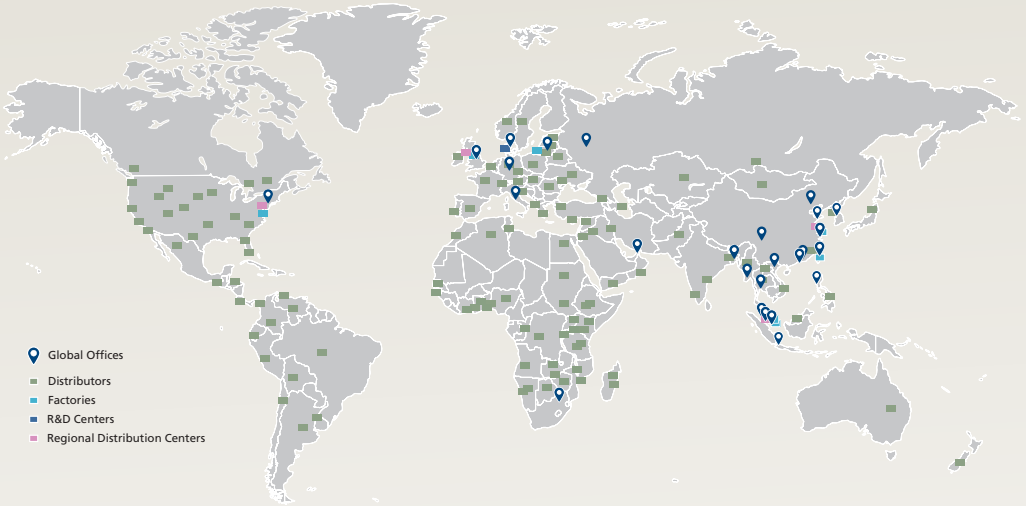 Global Offices
Distributors
Factories
R&D Centers
Regional Distribution Centers